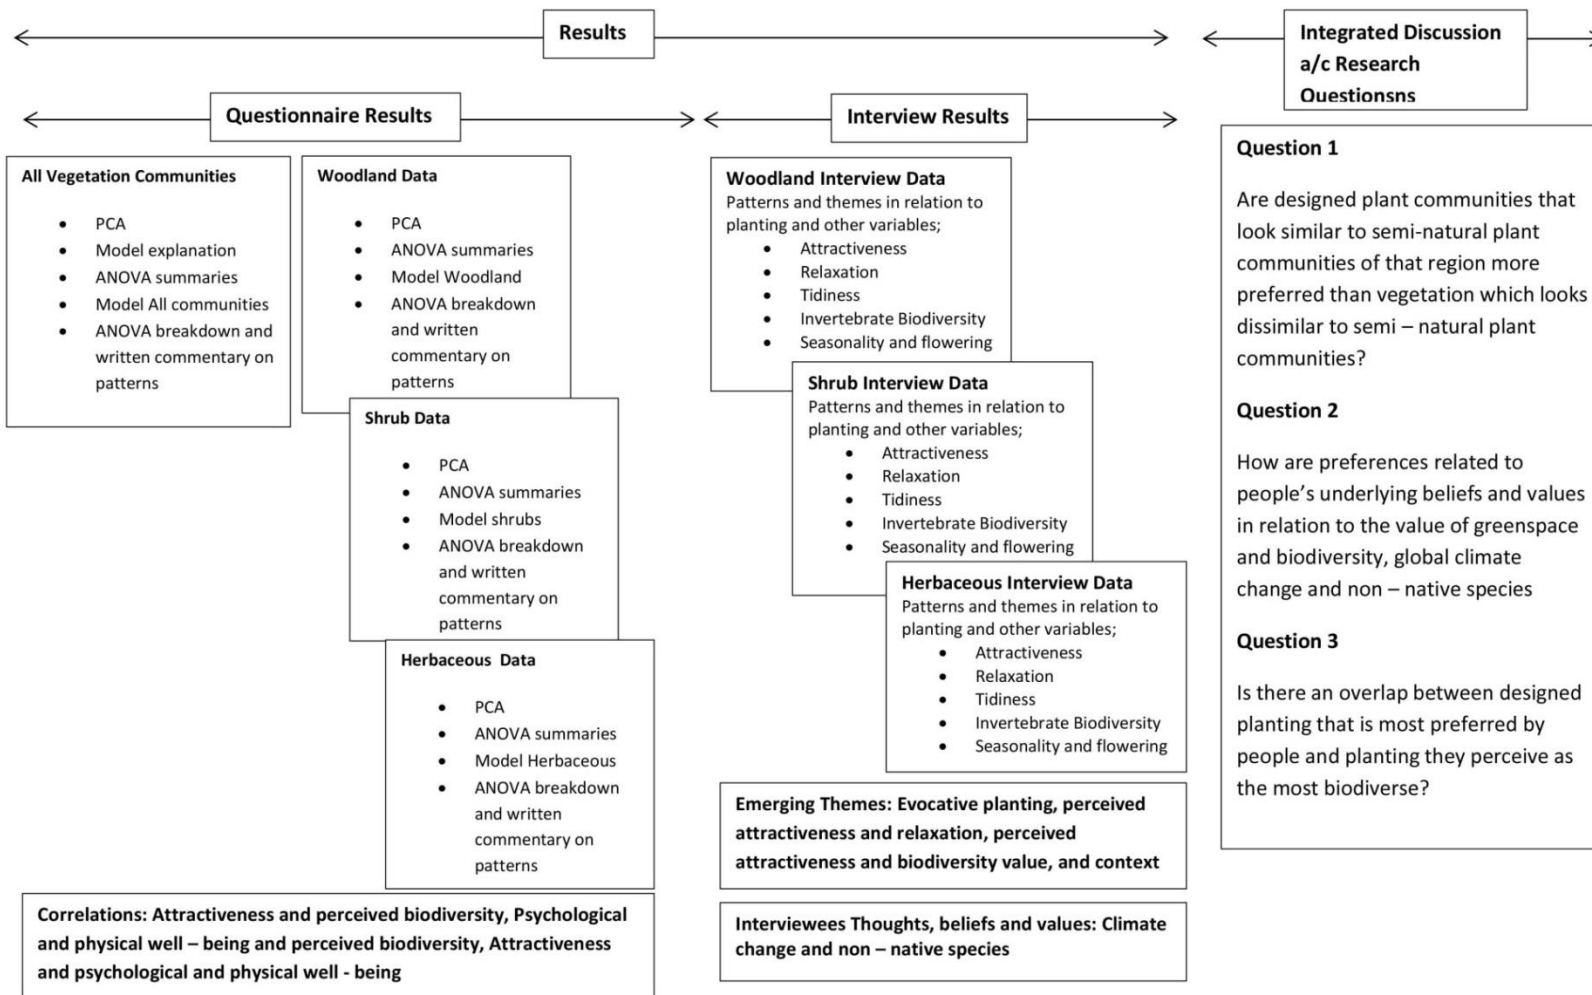 Results
Integrated Discussion
a/c Research
Questionsns
Questionnaire Results
Interview Results
All Vegetation Communities
• PCA
• Model explanation
• ANOVA summaries
• Model All communities
• ANOVA breakdown and
written commentary on
patterns
Woodland Data
• PCA
• ANOVA summaries
• Model Woodland
• ANOVA breakdown
and written
commentary on
patterns
Shrub Data
• PCA
• ANOVA summaries
• Model shrubs
• ANOVA breakdown
and written
commentary on
patterns
Herbaceous Data
• PCA
• ANOVA summaries
• Model Herbaceous
• ANOVA breakdown
and written
commentary on
patterns
Correlations: Attractiveness and perceived biodiversity, Psychological
and physical well – being and perceived biodiversity, Attractiveness
and psychological and physical well - being
Woodland Interview Data
Patterns and themes in relation to
planting and other variables;
• Attractiveness
• Relaxation
• Tidiness
• Invertebrate Biodiversity
• Seasonality and flowering
Shrub Interview Data
Patterns and themes in relation to
planting and other variables;
• Attractiveness
• Relaxation
• Tidiness
• Invertebrate Biodiversity
• Seasonality and flowering
Herbaceous Interview Data
Patterns and themes in relation to
planting and other variables;
• Attractiveness
• Relaxation
• Tidiness
• Invertebrate Biodiversity
• Seasonality and flowering
Emerging Themes: Evocative planting, perceived
attractiveness and relaxation, perceived
attractiveness and biodiversity value, and context
Interviewees Thoughts, beliefs and values: Climate
change and non – native species
Question 1
Are designed plant communities that
look similar to semi-natural plant
communities of that region more
preferred than vegetation which looks
dissimilar to semi – natural plant
communities?
Question 2
How are preferences related to
people’s underlying beliefs and values
in relation to the value of greenspace
and biodiversity, global climate
change and non – native species
Question 3
Is there an overlap between designed
planting that is most preferred by
people and planting they perceive as
the most biodiverse?